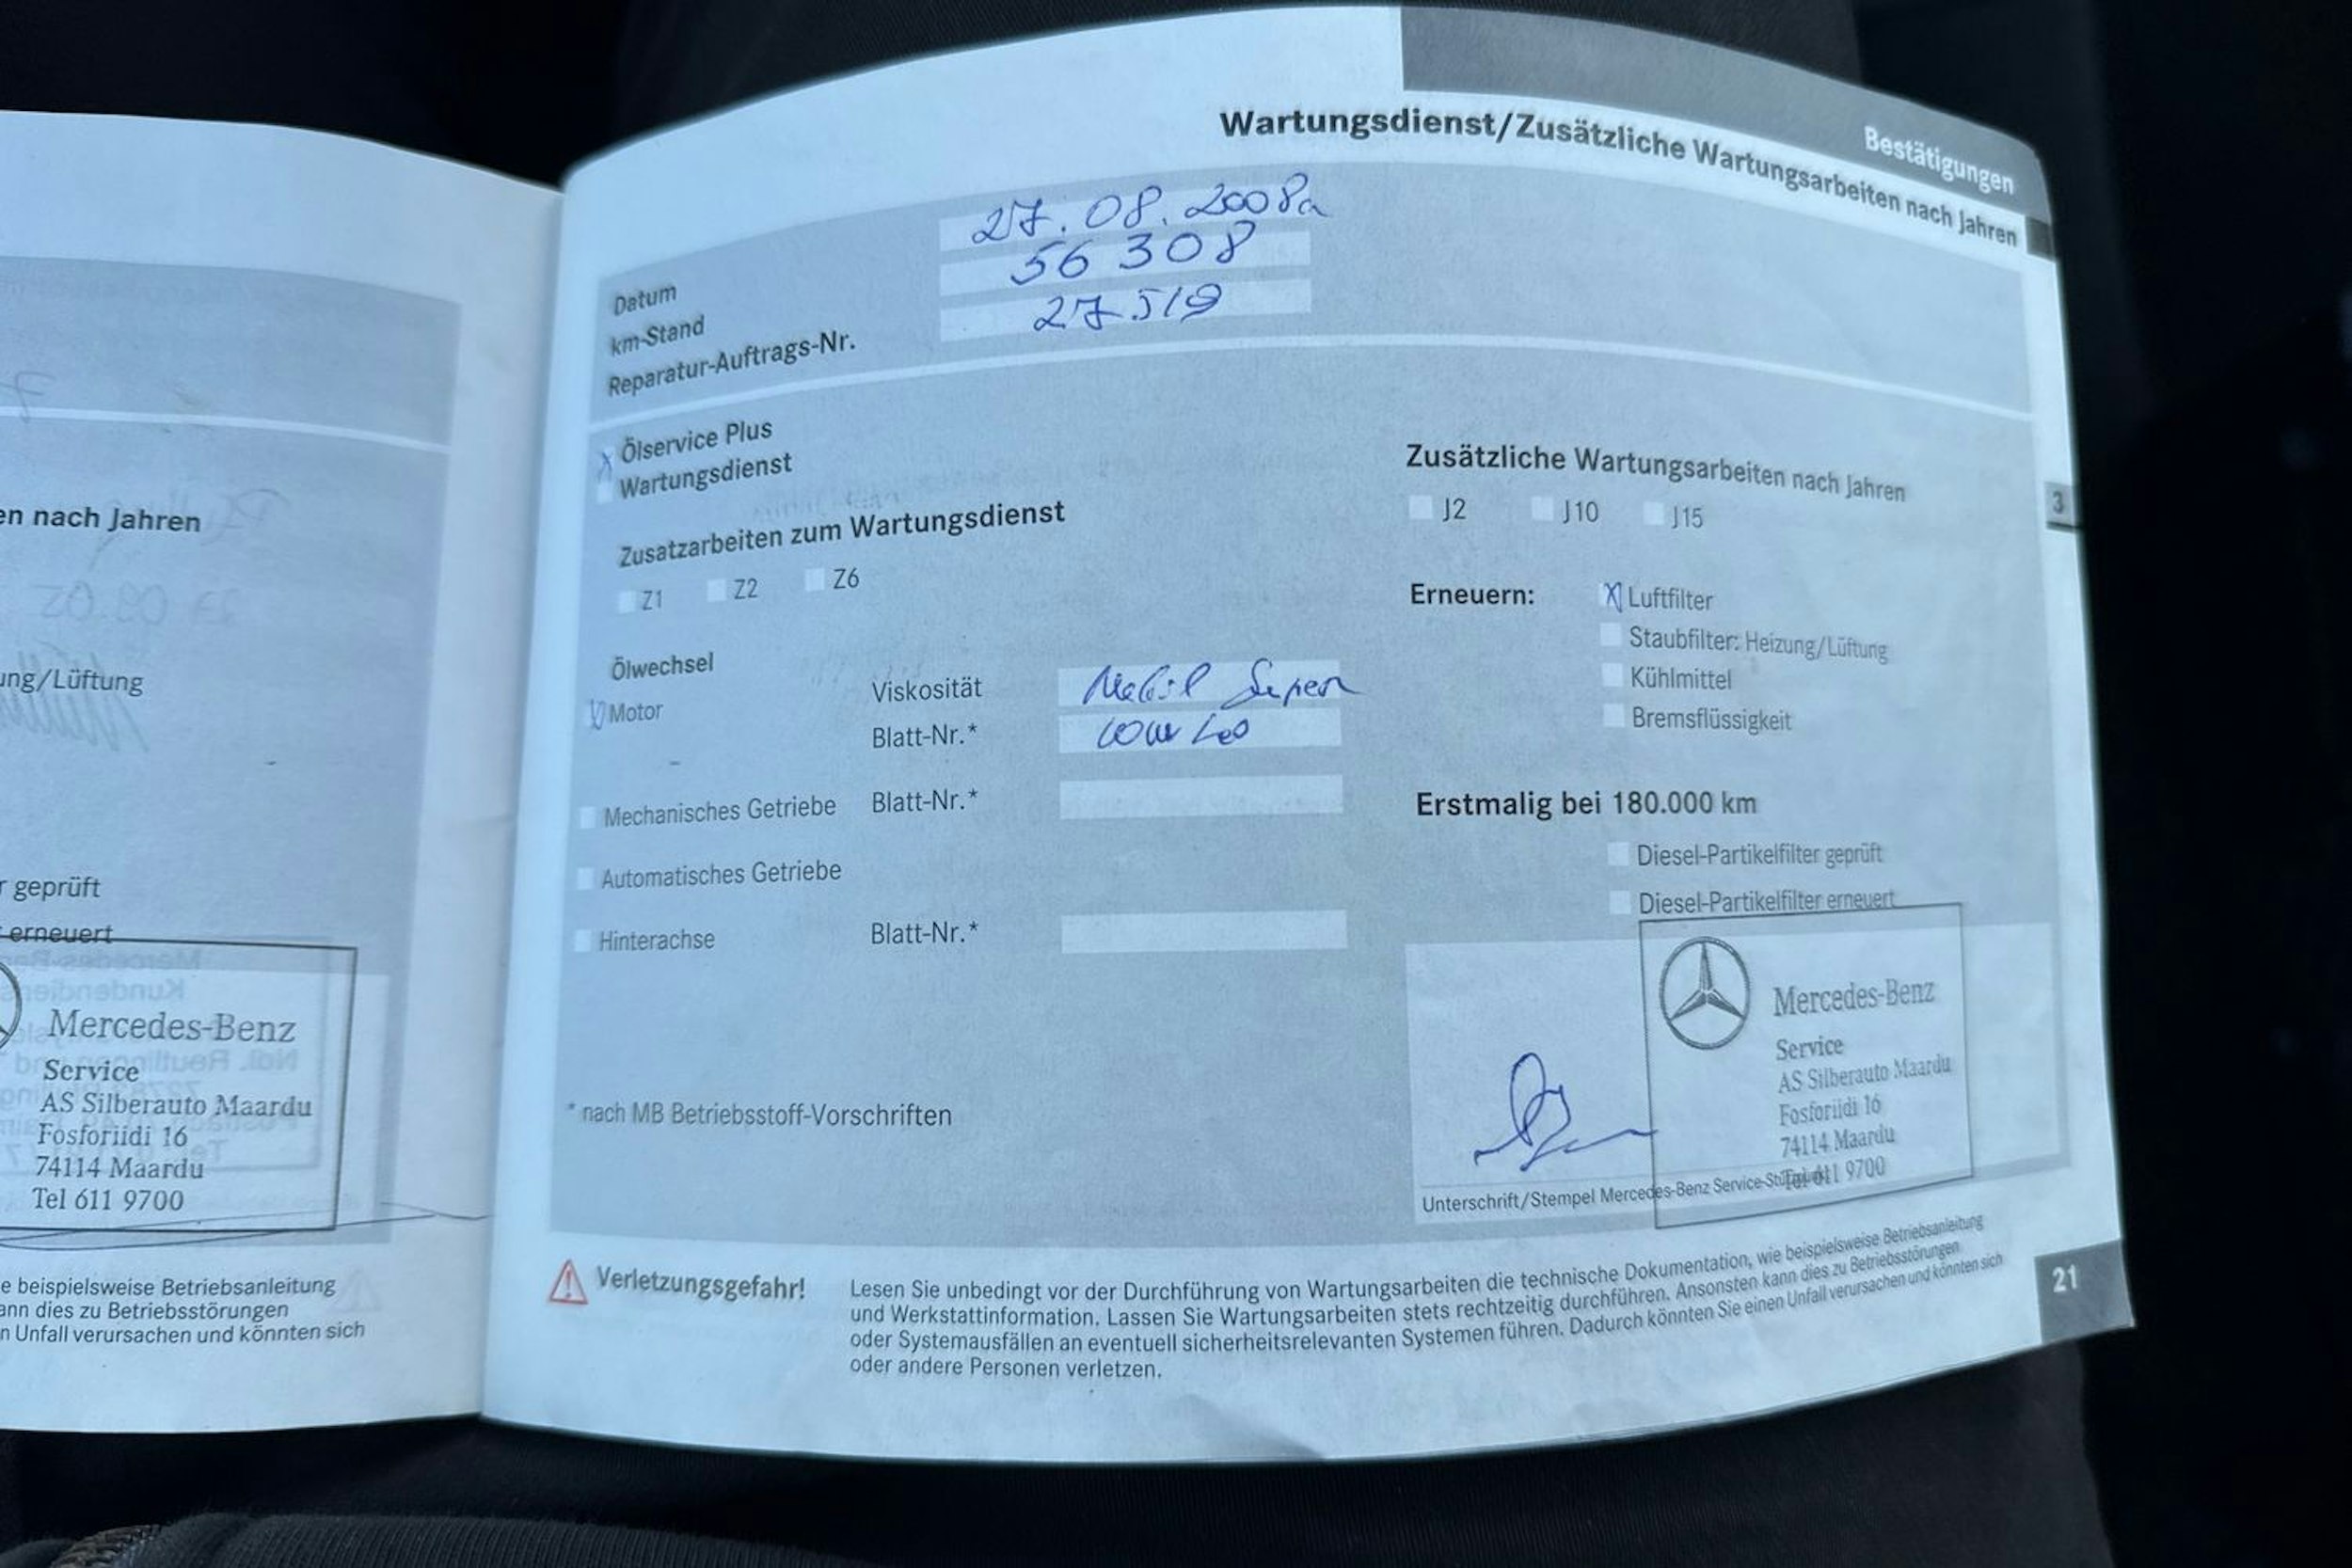 en nach Jahren
ung/Lüftung
r geprüft
erneuert
Mercedes-Benz
Service
AS Silberauto Maardu
Fosforiidi 16
74114 Maardu
Tel 611 9700
e beispielsweise Betriebsanleitung
ann dies zu Betriebsstörungen
n Unfall verursachen und könnten sich
Bestätigungen
Wartungsdienst/Zusätzliche Wartungsarbeiten nach Jahren
Datum 27.08.2008a
km-Stand 56 308
Reparatur-Auftrags-Nr. 27519
X Ölservice Plus
Wartungsdienst
Zusatzarbeiten zum Wartungsdienst
Z1 Z2 Z6
Ölwechsel
Motor Viskosität Mobil Super
Blatt-Nr.*
Mechanisches Getriebe Blatt-Nr.*
Automatisches Getriebe
Hinterachse Blatt-Nr.*
* nach MB Betriebsstoff-Vorschriften
Zusätzliche Wartungsarbeiten nach Jahren
J2 J10 J15
Erneuern: X Luftfilter
Staubfilter: Heizung/Lüftung
Kühlmittel
Bremsflüssigkeit
Erstmalig bei 180.000 km
Diesel-Partikelfilter geprüft
Diesel-Partikelfilter erneuert
Mercedes-Benz
Service
AS Silberauto Maardu
Fosforiidi 16
74114 Maardu
Tel 611 9700
Unterschrift/Stempel Mercedes-Benz
3
Verletzungsgefahr!
Lesen Sie unbedingt vor der Durchführung von Wartungsarbeiten die technische Dokumentation, wie beispielsweise Betriebsanleitung
und Werkstattinformation. Lassen Sie Wartungsarbeiten stets rechtzeitig durchführen. Ansonsten kann dies zu Betriebsstörungen
oder Systemausfällen an eventuell sicherheitsrelevanten Systemen führen. Dadurch könnten Sie einen Unfall verursachen und könnten sich
oder andere Personen verletzen.
21